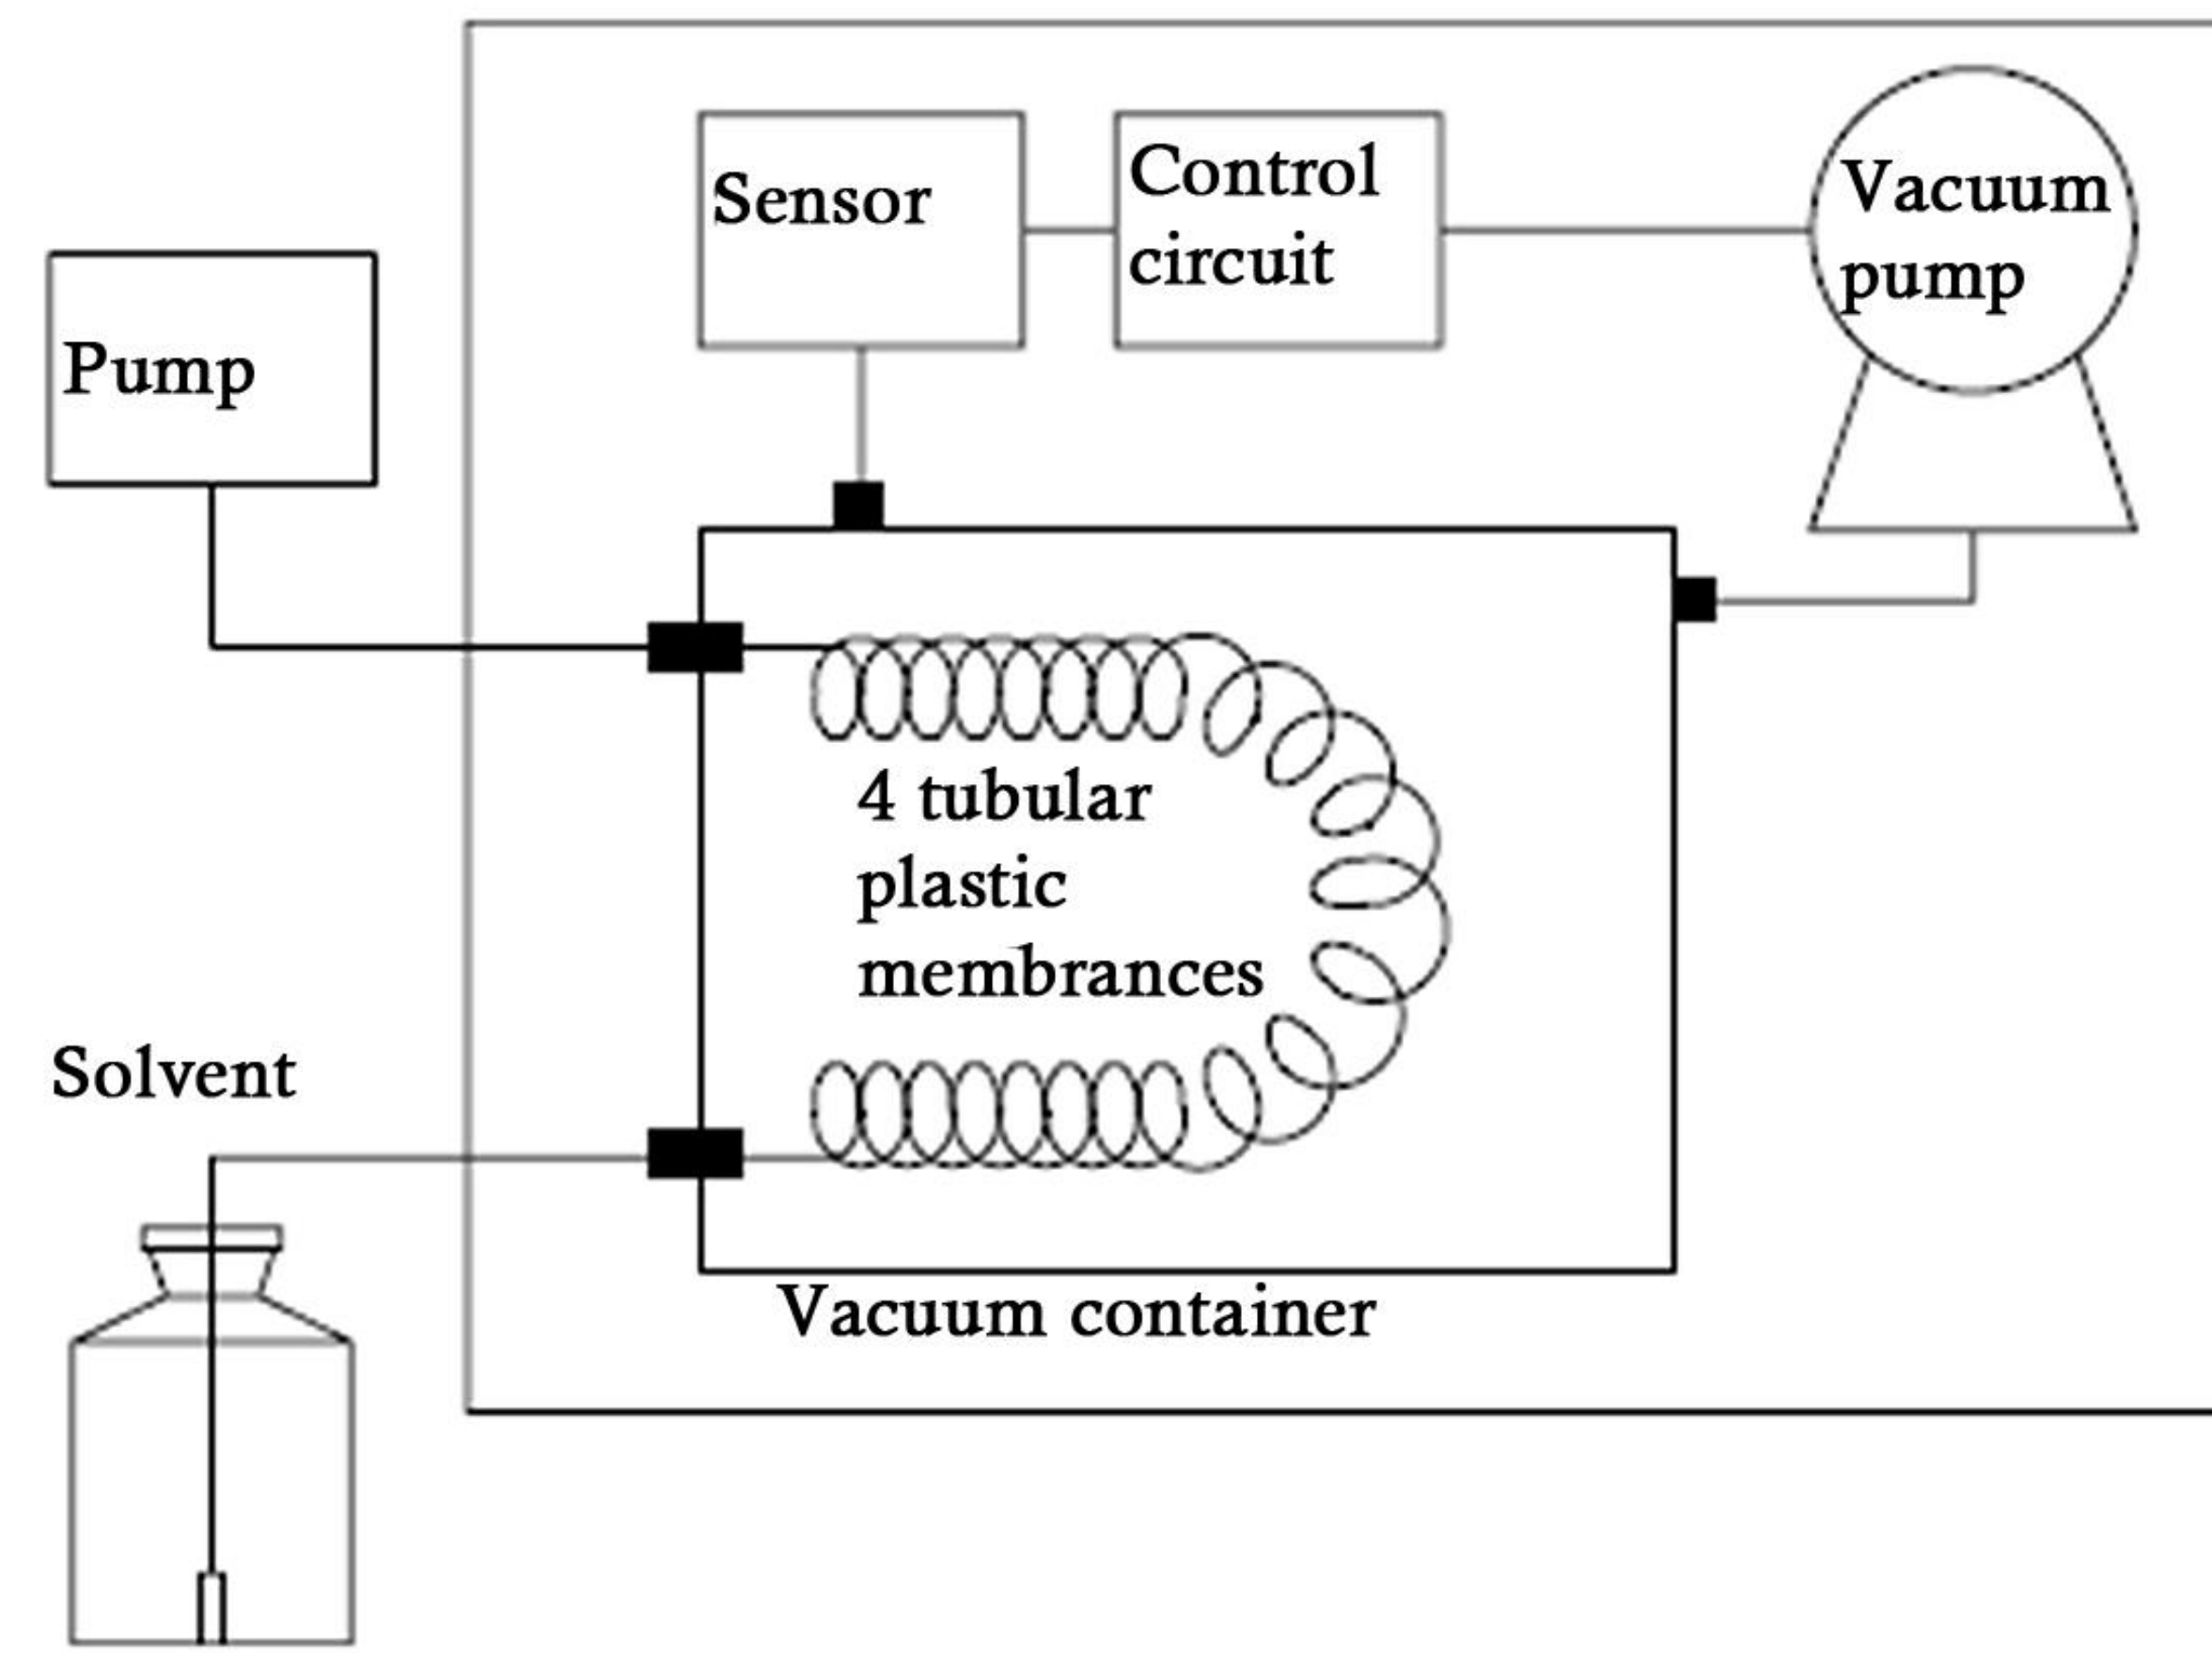 Sensor
Control
circuit
Vacuum
pump
Pump
4 tubular
plastic
membrances
Solvent
Vacuum container